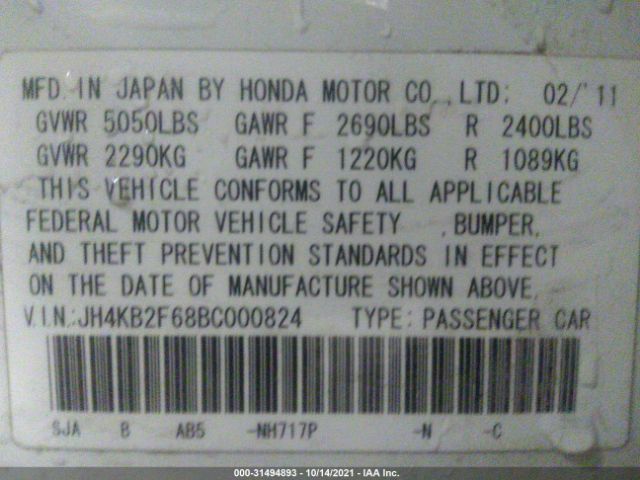 MFD. IN JAPAN BY HONDA MOTOR CO., LTD; 02/'11
GVWR 5050LBS GAWR F 2690LBS R 2400LBS
GVWR 2290KG GAWR F 1220KG R 1089KG
THIS VEHICLE CONFORMS TO ALL APPLICABLE
FEDERAL MOTOR VEHICLE SAFETY , BUMPER,
AND THEFT PREVENTION STANDARDS IN EFFECT
ON THE DATE OF MANUFACTURE SHOWN ABOVE.
V.I.N.:JH4KB2F68BC000824 TYPE: PASSENGER CAR
SJA B AB5 -NH717P -N -C
000-31494893 - 10/14/2021 - IAA Inc.